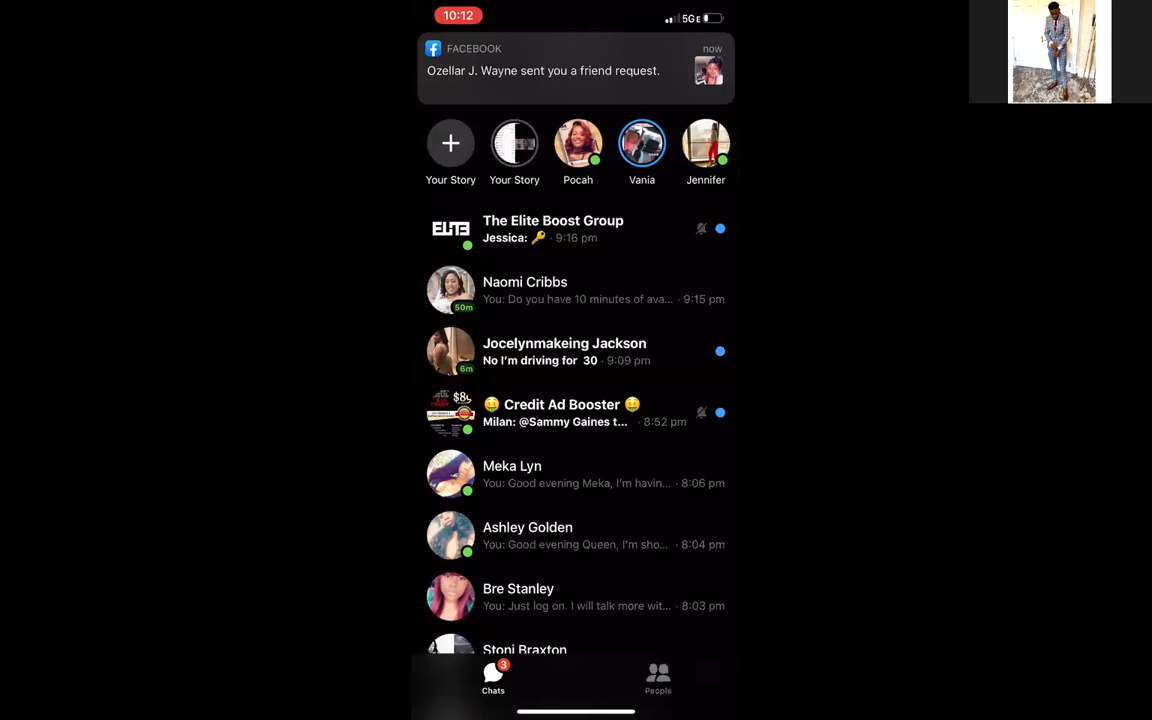 10:12
5GE
FACEBOOK
now
Ozellar J. Wayne sent you a friend request.
Your Story
Your Story
Pocah
Vania
Jennifer
ELITE
The Elite Boost Group
Jessica: 🔑 · 9:16 pm
Naomi Cribbs
You: Do you have 10 minutes of ava... · 9:15 pm
50m
Jocelynmakeing Jackson
No I'm driving for 30 · 9:09 pm
6m
$85
🤑 Credit Ad Booster 🤑
Milan: @Sammy Gaines t... · 8:52 pm
Meka Lyn
You: Good evening Meka, I'm havin... · 8:06 pm
Ashley Golden
You: Good evening Queen, I'm sho... · 8:04 pm
Bre Stanley
You: Just log on. I will talk more wit... · 8:03 pm
Stoni Braxton
3
Chats
People